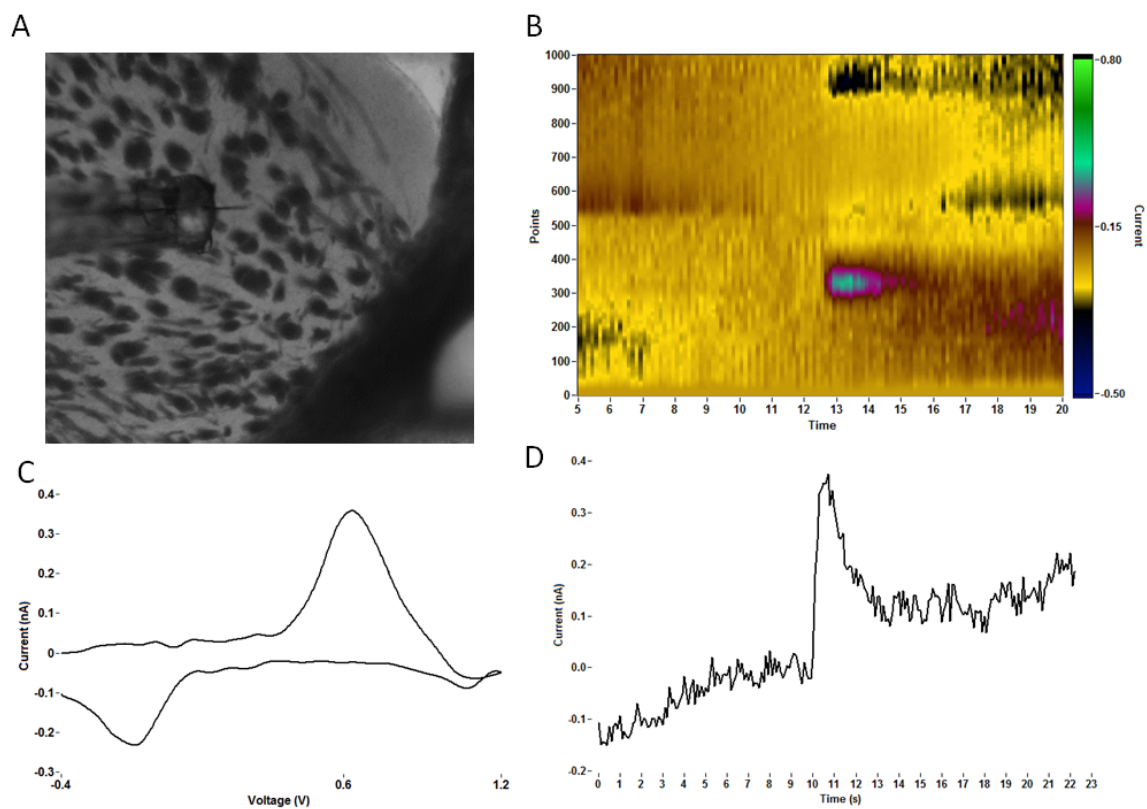 A
B
1000
900
800
700
600
500
400
300
200
100
0
Points
5 6 7 8 9 10 11 12 13 14 15 16 17 18 19 20
Time
0.80
0.15
-0.50
Current
C
0.4
0.3
0.2
0.1
0
-0.1
-0.2
-0.3
Current (nA)
-0.4 0.6 1.2
Voltage (V)
D
0.4
0.3
0.2
0.1
0.0
-0.1
-0.2
Current (nA)
0 1 2 3 4 5 6 7 8 9 10 11 12 13 14 15 16 17 18 19 20 21 22 23
Time (s)